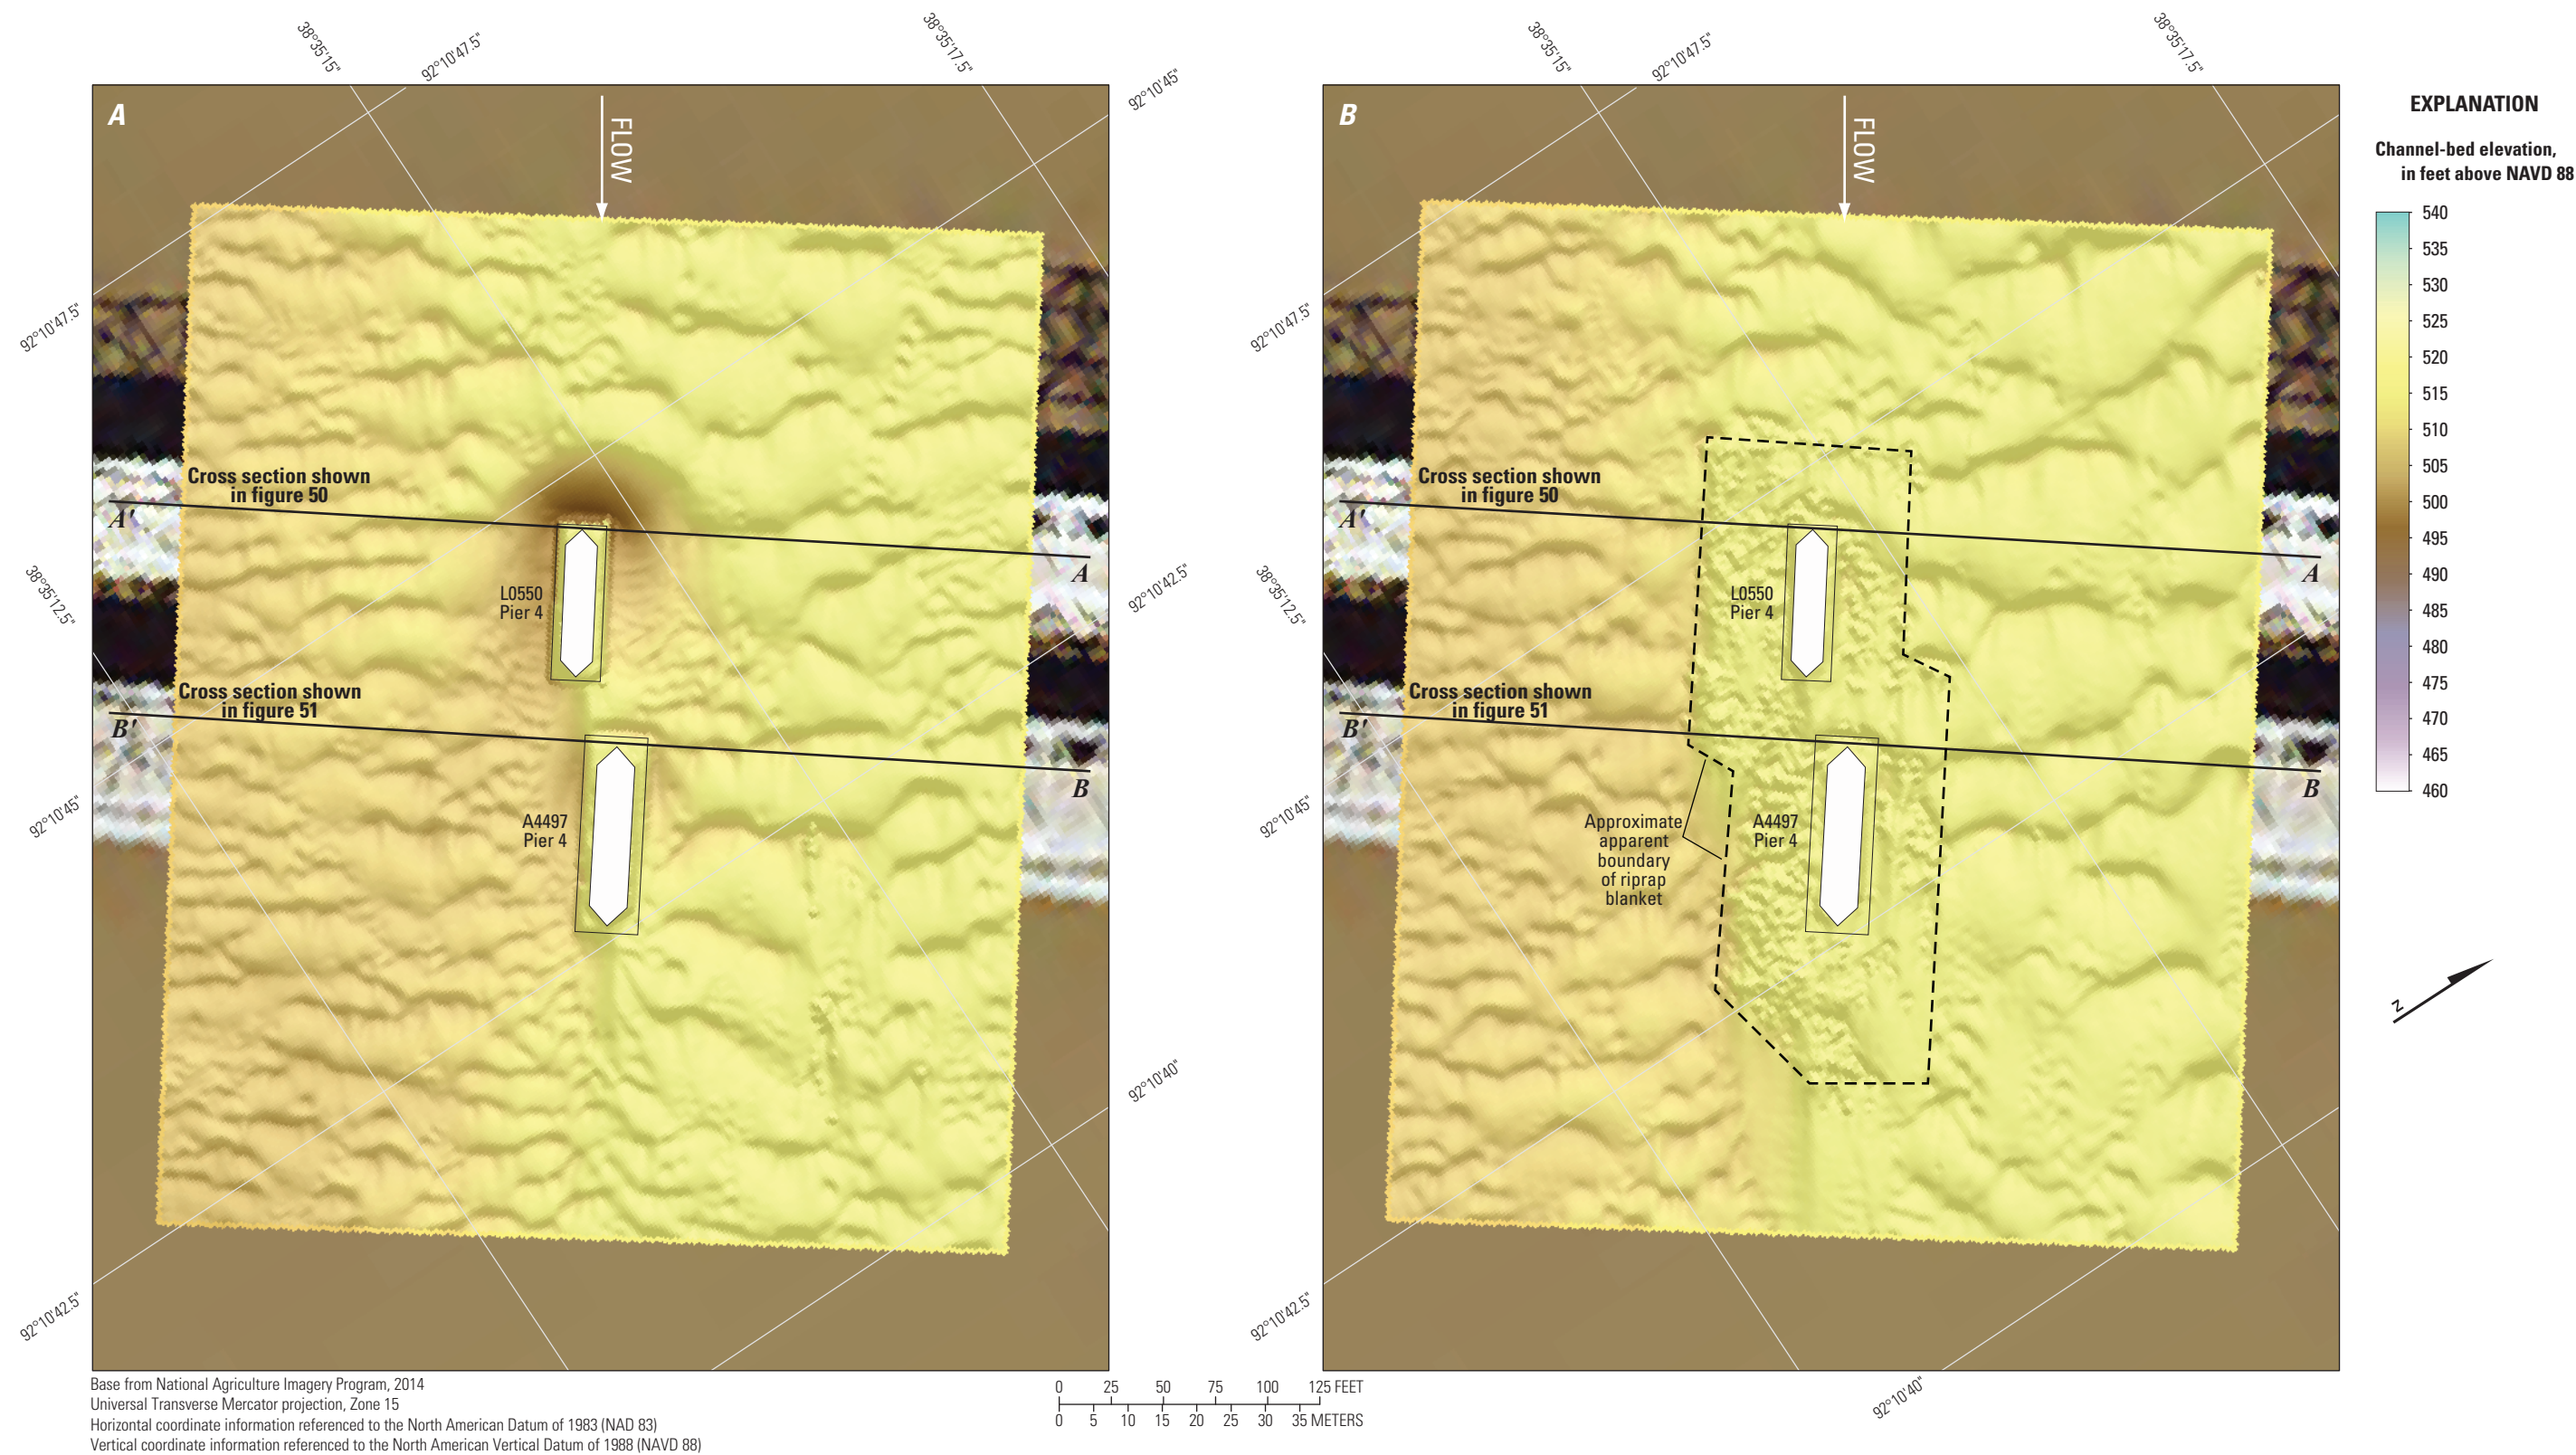 38°35'15"
92°10'47.5"
38°35'17.5"
92°10'45"
A
FLOW
92°10'47.5"
Cross section shown
in figure 50
A'
A
38°35'12.5"
L0550
Pier 4
92°10'42.5"
Cross section shown
in figure 51
B'
B
92°10'45"
A4497
Pier 4
92°10'40"
92°10'42.5"
38°35'15"
92°10'47.5"
38°35'17.5"
B
FLOW
92°10'47.5"
Cross section shown
in figure 50
A'
A
38°35'12.5"
L0550
Pier 4
Cross section shown
in figure 51
B'
B
92°10'45"
Approximate
apparent
boundary
of riprap
blanket
A4497
Pier 4
92°10'42.5"
92°10'40"
EXPLANATION
Channel-bed elevation,
in feet above NAVD 88
540
535
530
525
520
515
510
505
500
495
490
485
480
475
470
465
460
N
Base from National Agriculture Imagery Program, 2014
Universal Transverse Mercator projection, Zone 15
Horizontal coordinate information referenced to the North American Datum of 1983 (NAD 83)
Vertical coordinate information referenced to the North American Vertical Datum of 1988 (NAVD 88)
0 25 50 75 100 125 FEET
0 5 10 15 20 25 30 35 METERS